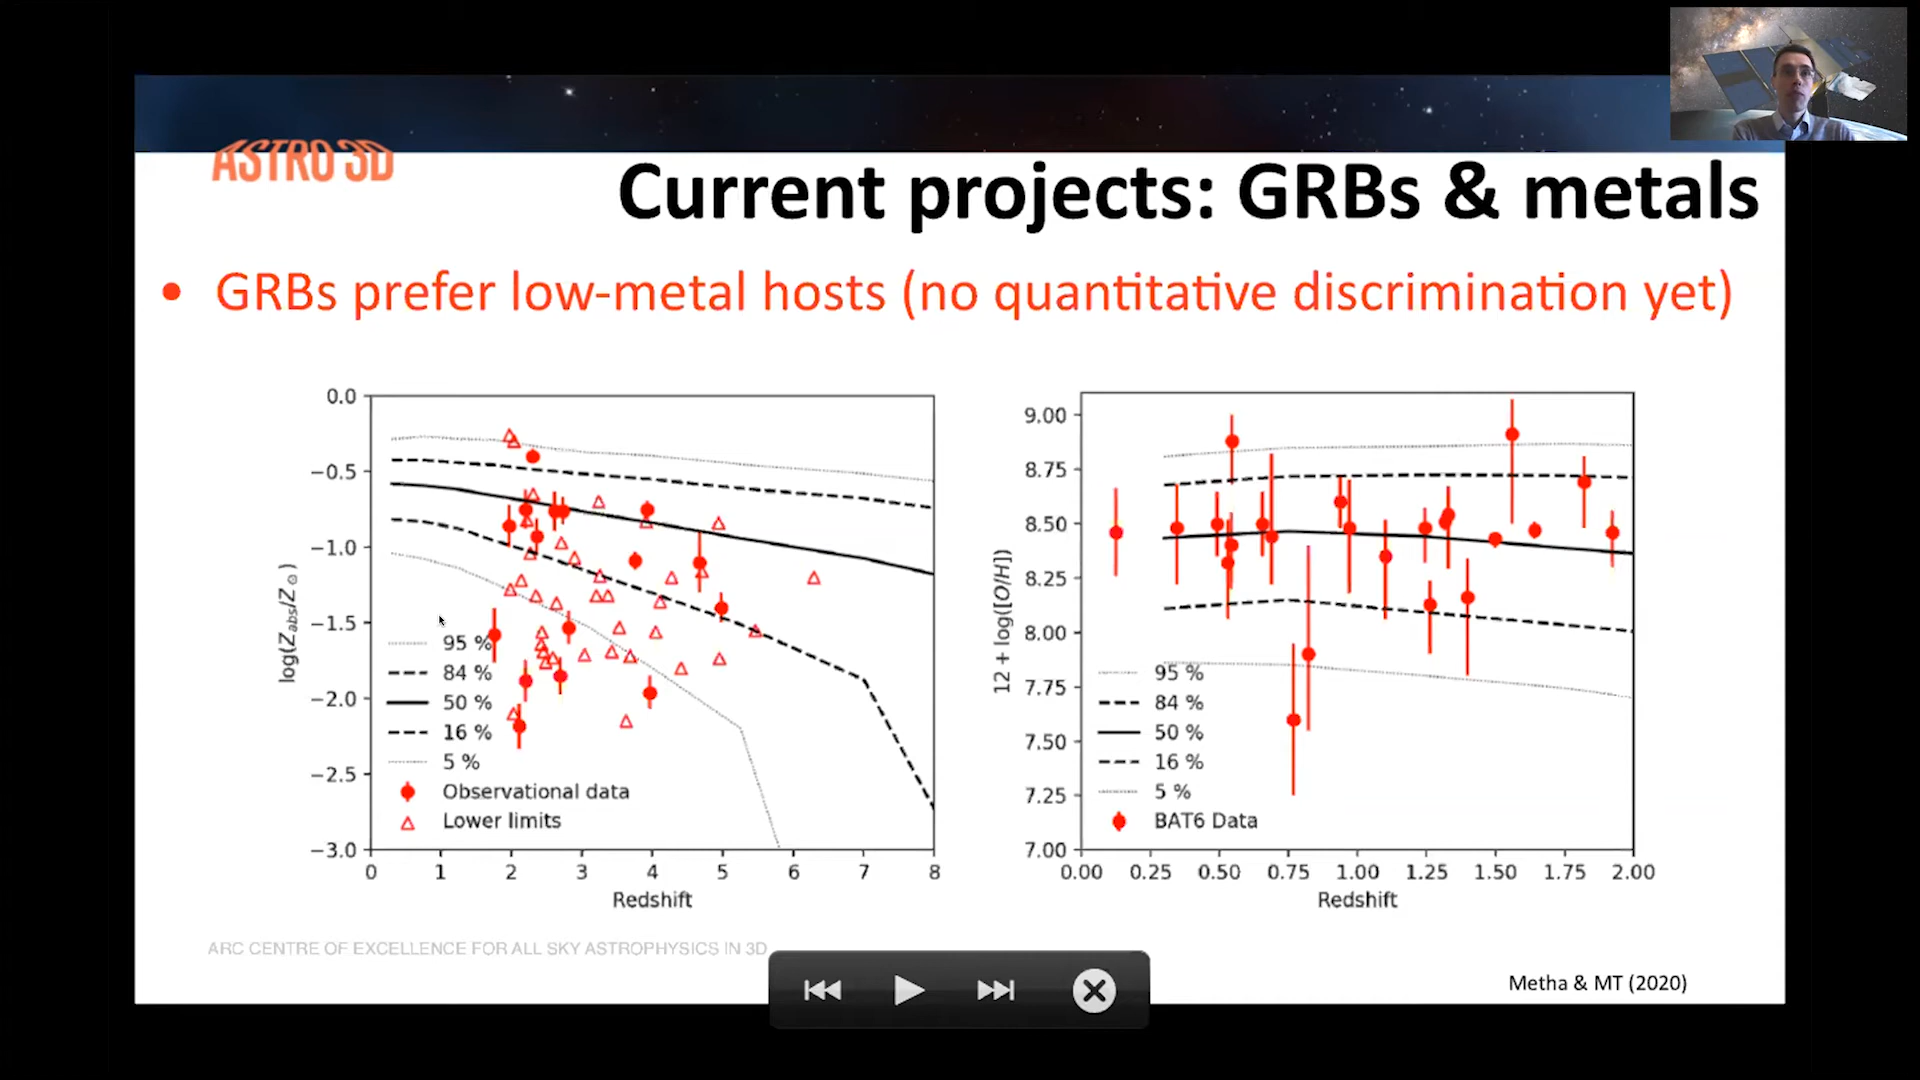 ASTRO 3D
Current projects: GRBs & metals
• GRBs prefer low-metal hosts (no quantitative discrimination yet)
0.0
−0.5
−1.0
−1.5
−2.0
−2.5
−3.0
log(Z_abs/Z_⊙)
95 %
84 %
50 %
16 %
5 %
Observational data
Lower limits
0 1 2 3 4 5 6 7 8
Redshift
9.00
8.75
8.50
8.25
8.00
7.75
7.50
7.25
7.00
12 + log([O/H])
95 %
84 %
50 %
16 %
5 %
BAT6 Data
0.00 0.25 0.50 0.75 1.00 1.25 1.50 1.75 2.00
Redshift
ARC CENTRE OF EXCELLENCE FOR ALL SKY ASTROPHYSICS IN 3D
Metha & MT (2020)